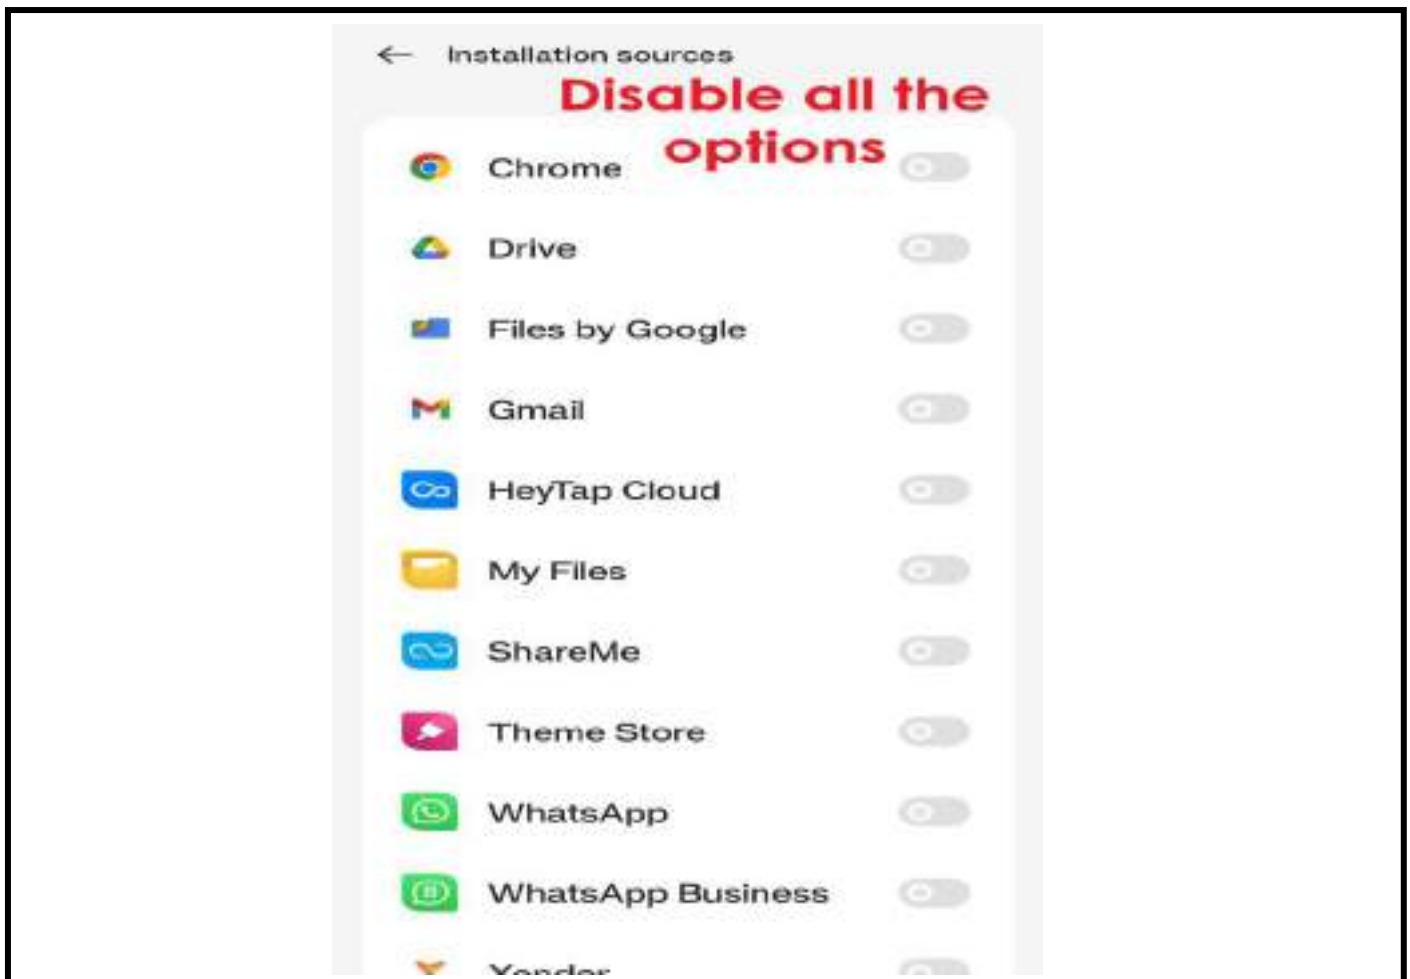 Installation sources
Disable all the
options
Chrome
Drive
Files by Google
Gmail
HeyTap Cloud
My Files
ShareMe
Theme Store
WhatsApp
WhatsApp Business